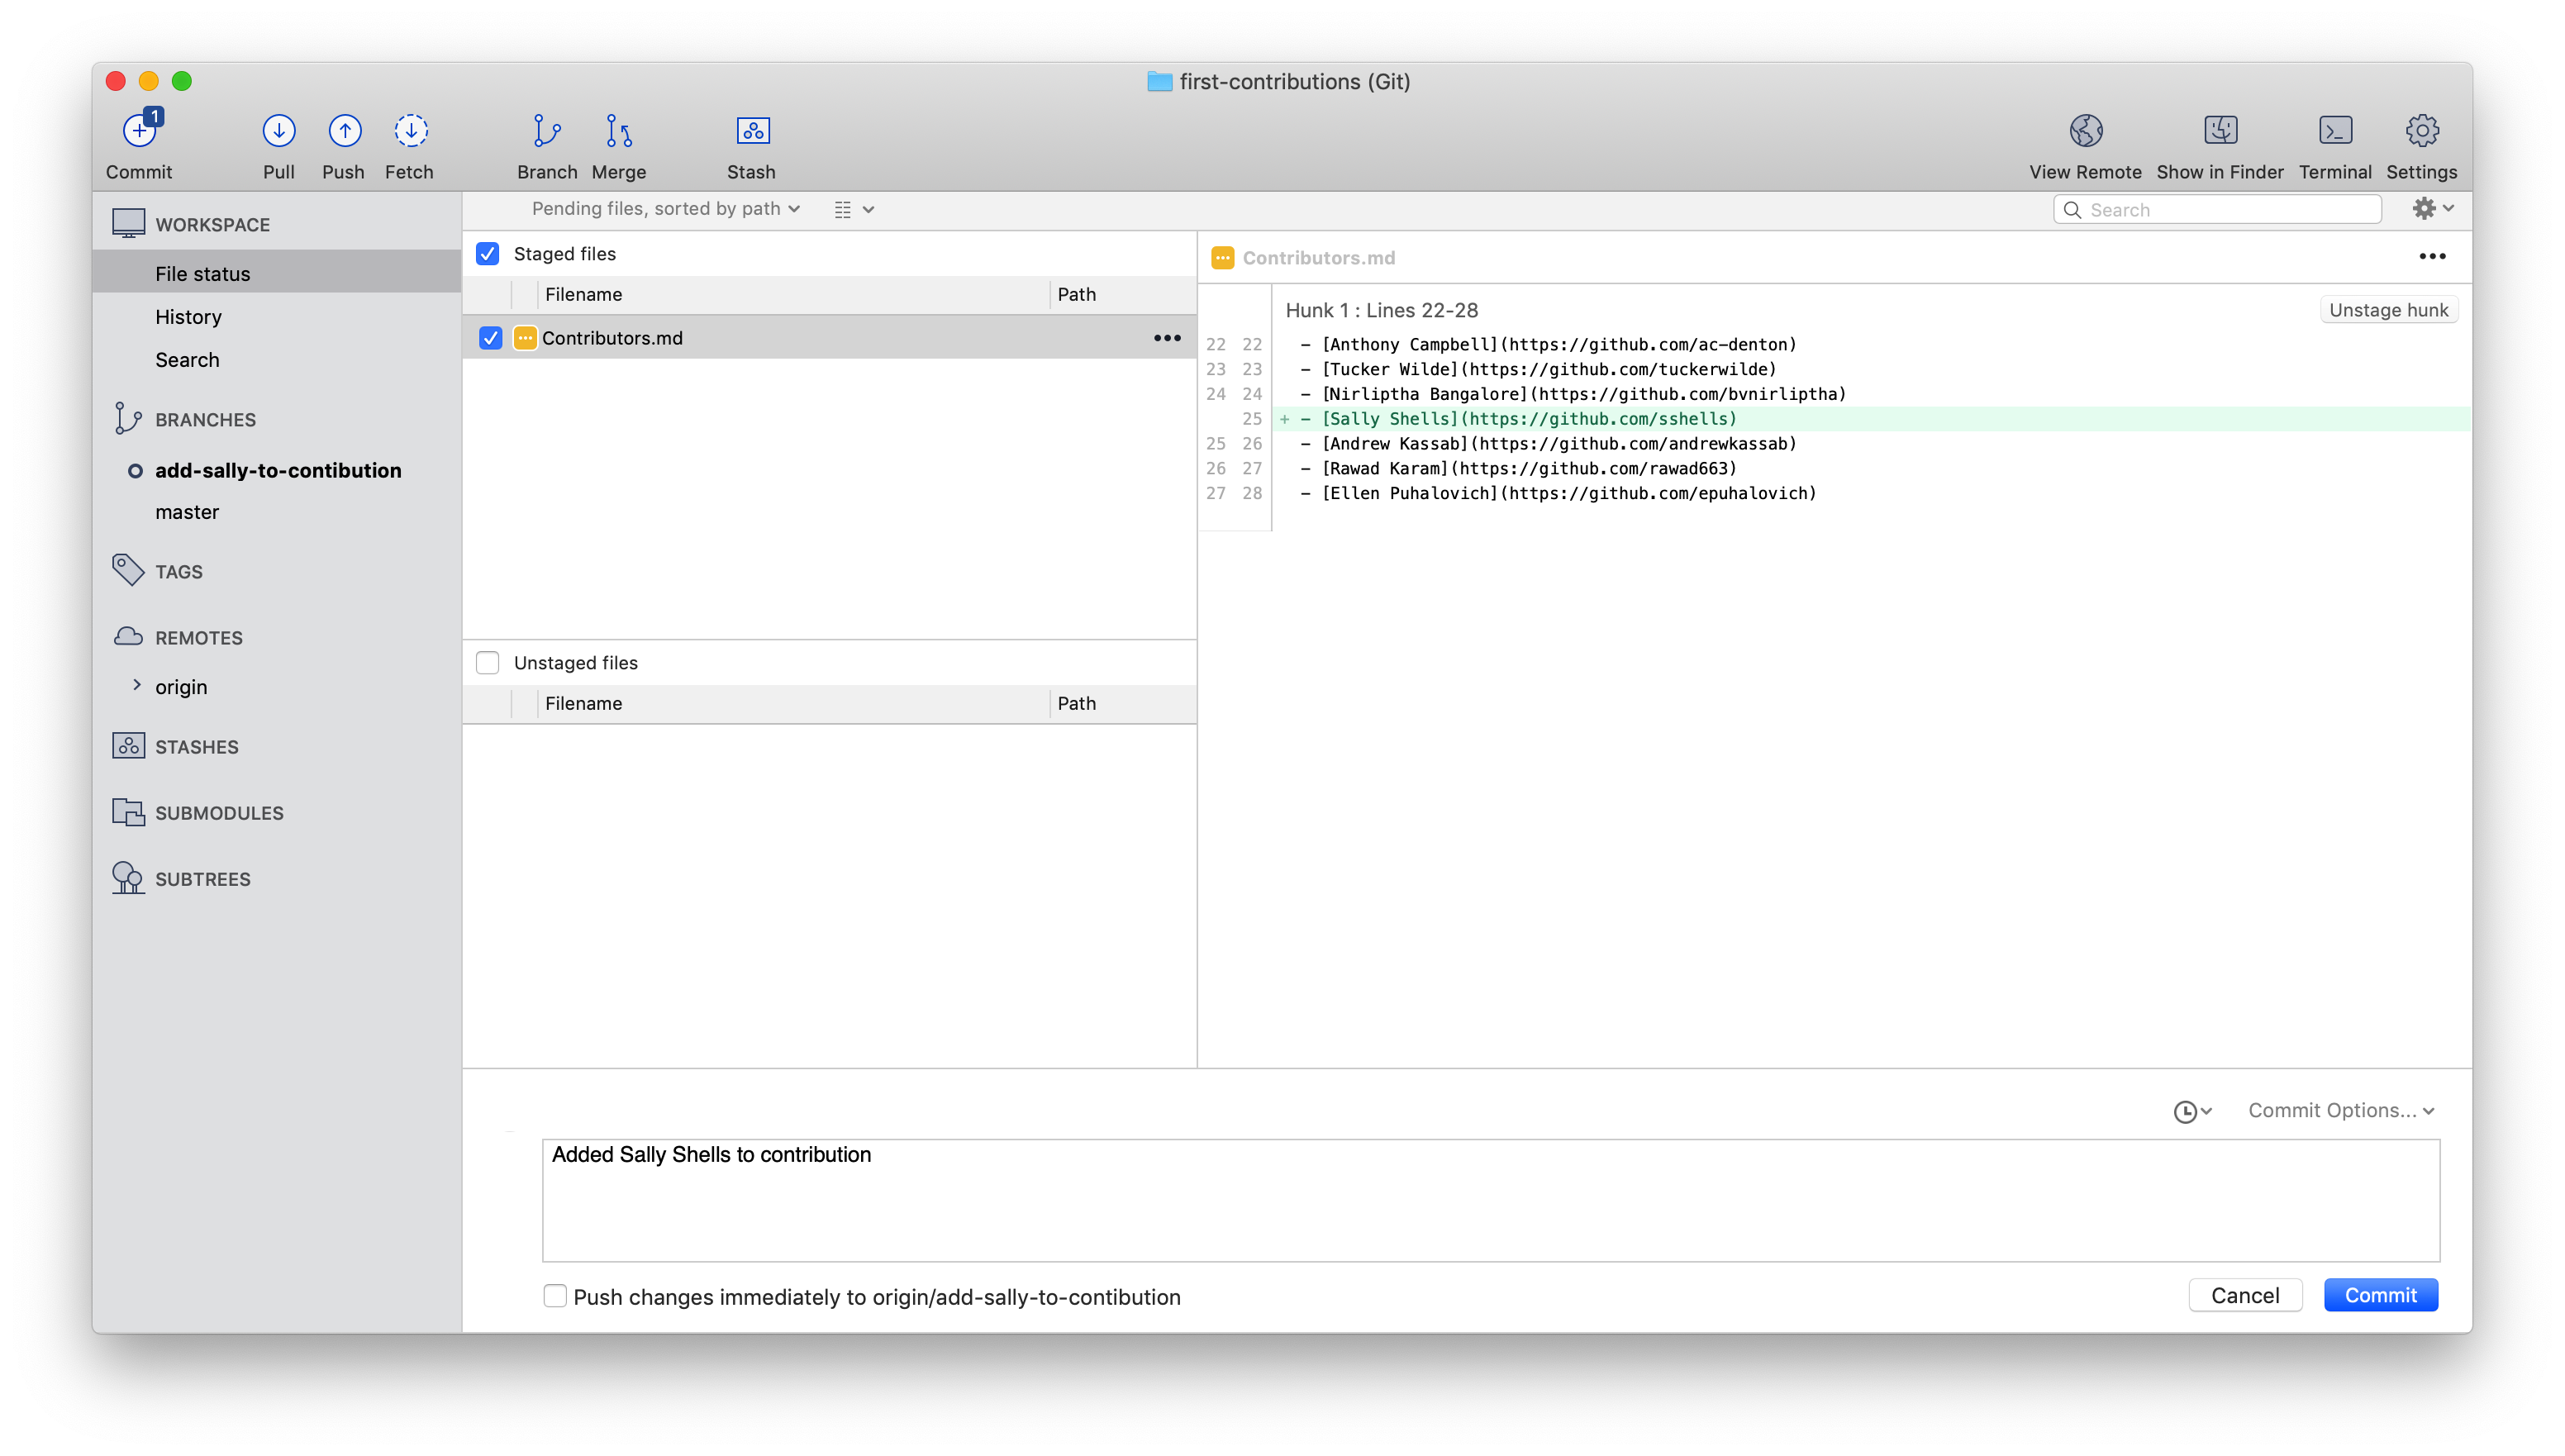 first-contributions (Git)
1
Commit Pull Push Fetch Branch Merge Stash View Remote Show in Finder Terminal Settings
WORKSPACE
File status
History
Search
BRANCHES
add-sally-to-contibution
master
TAGS
REMOTES
origin
STASHES
SUBMODULES
SUBTREES
Pending files, sorted by path
Search
Staged files
Filename Path
Contributors.md
Unstaged files
Filename Path
Contributors.md
Hunk 1 : Lines 22-28 Unstage hunk
22 22 - [Anthony Campbell](https://github.com/ac-denton)
23 23 - [Tucker Wilde](https://github.com/tuckerwilde)
24 24 - [Nirliptha Bangalore](https://github.com/bvnirliptha)
25 + - [Sally Shells](https://github.com/sshells)
25 26 - [Andrew Kassab](https://github.com/andrewkassab)
26 27 - [Rawad Karam](https://github.com/rawad663)
27 28 - [Ellen Puhalovich](https://github.com/epuhalovich)
Commit Options...
Added Sally Shells to contribution
Push changes immediately to origin/add-sally-to-contibution
Cancel Commit